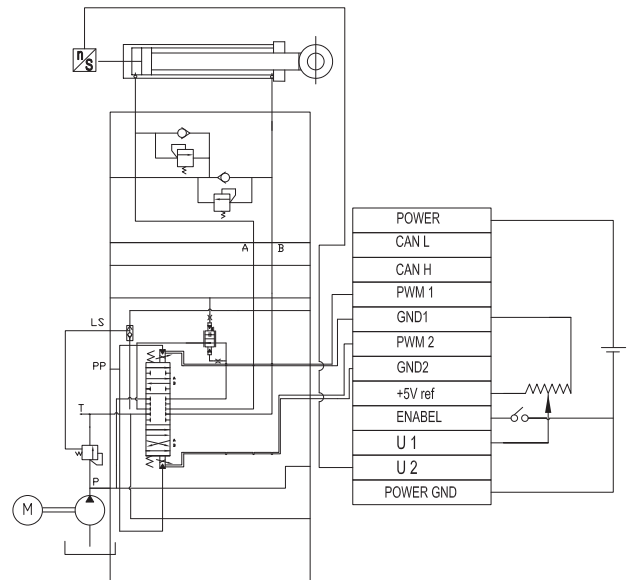 n
S
A B
LS
PP
T
P
M
POWER
CAN L
CAN H
PWM 1
GND1
PWM 2
GND2
+5V ref
ENABEL
U 1
U 2
POWER GND